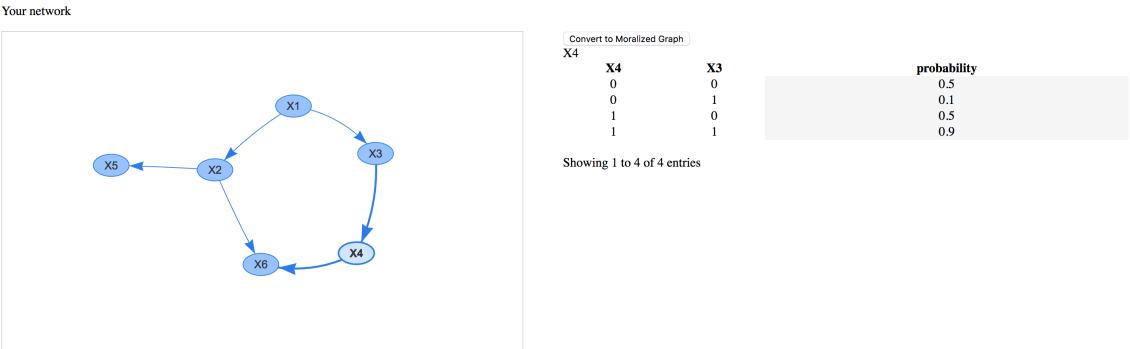 Your network
X1
X3
X5
X2
X4
X6
Convert to Moralized Graph
X4
X4 X3 probability
0 0 0.5
0 1 0.1
1 0 0.5
1 1 0.9
Showing 1 to 4 of 4 entries